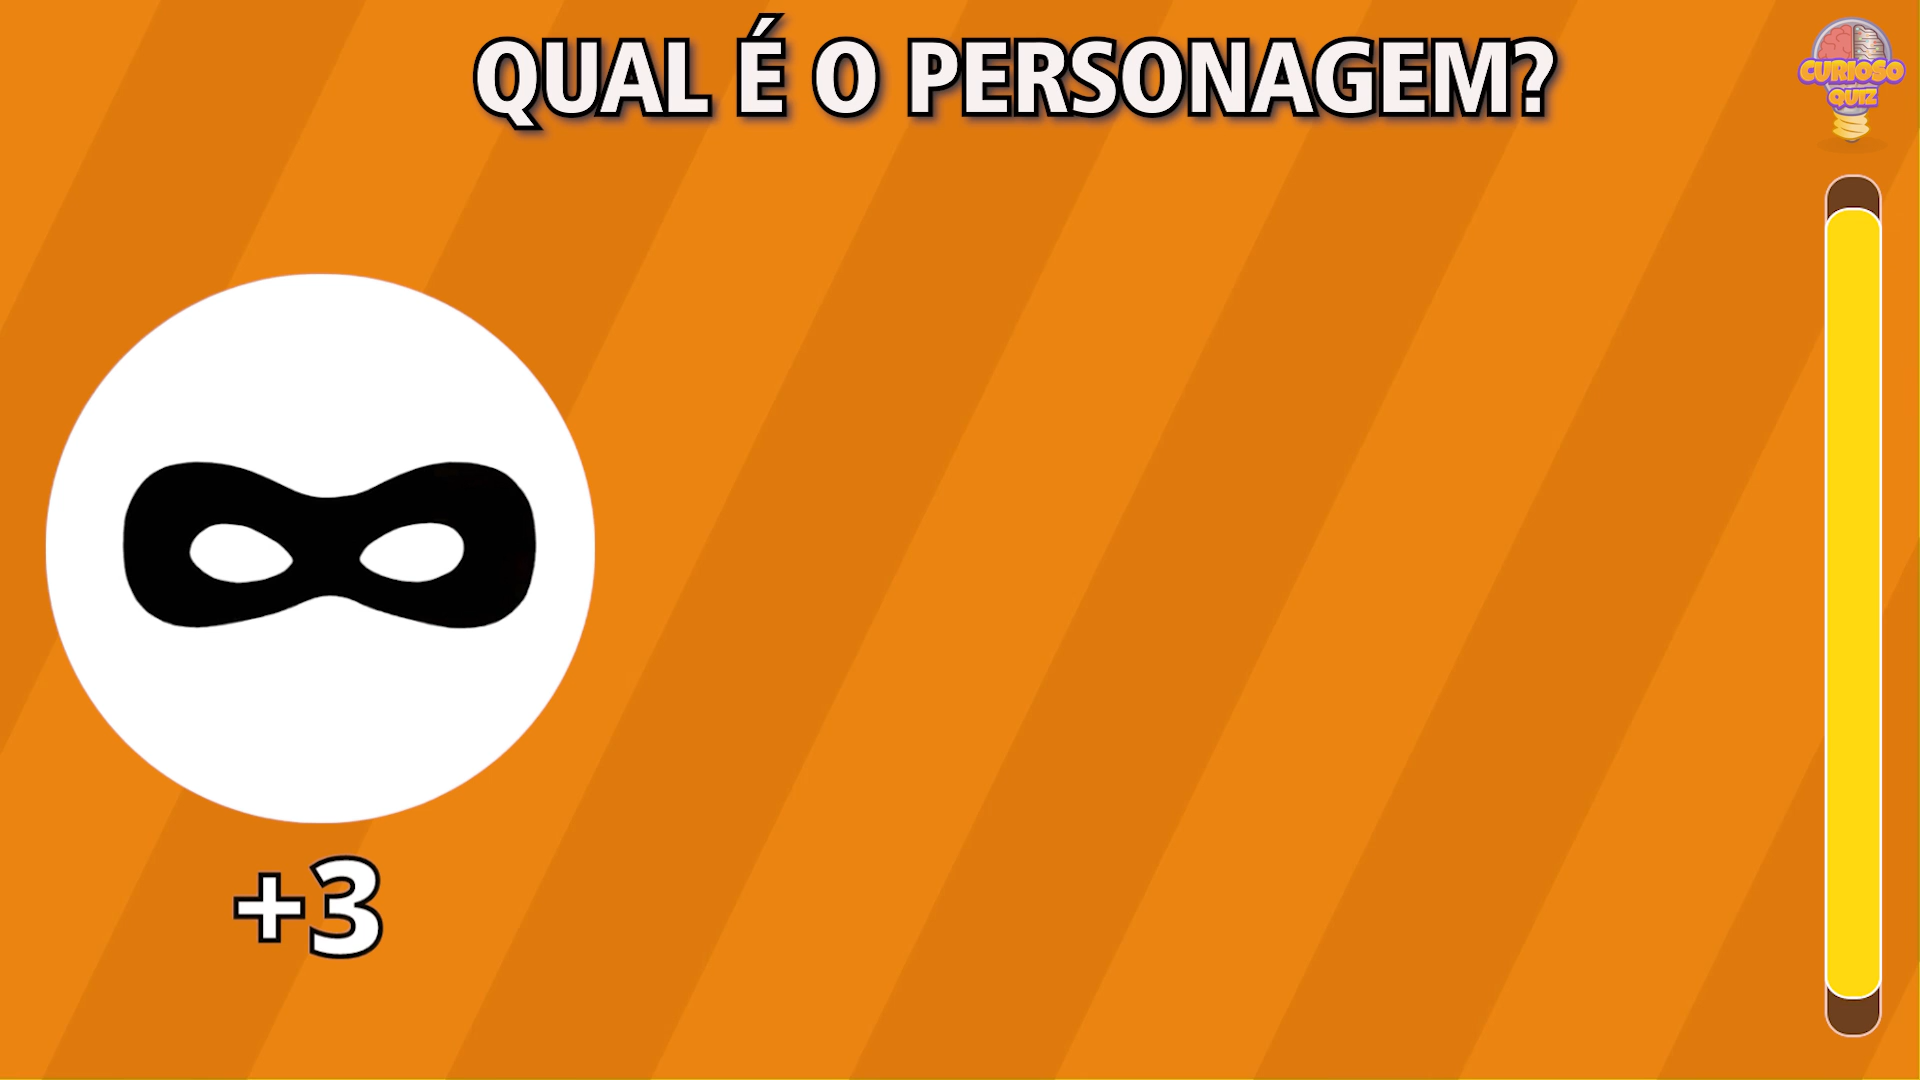 QUAL É O PERSONAGEM?
CURIOSO
QUIZ
+3